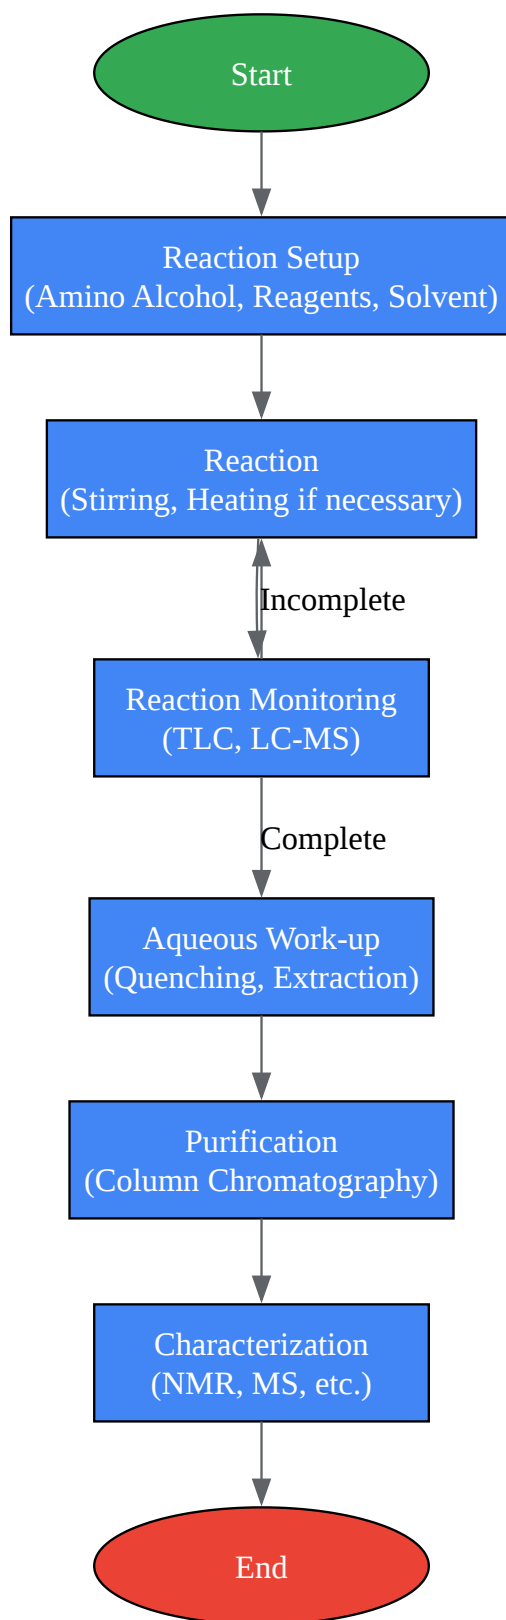 Start
Reaction Setup
(Amino Alcohol, Reagents, Solvent)
Reaction
(Stirring, Heating if necessary)
Incomplete
Reaction Monitoring
(TLC, LC-MS)
Complete
Aqueous Work-up
(Quenching, Extraction)
Purification
(Column Chromatography)
Characterization
(NMR, MS, etc.)
End